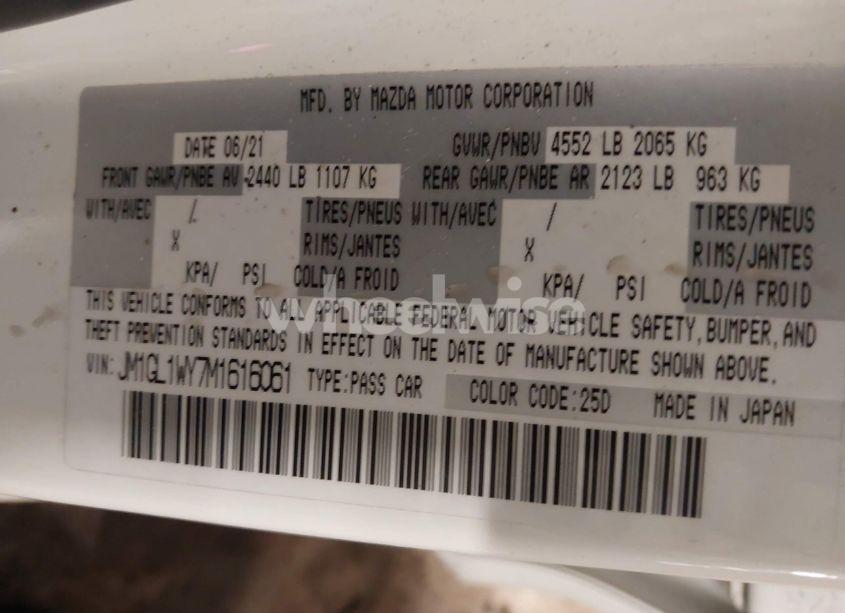 MFD. BY MAZDA MOTOR CORPORATION
DATE 06/21 GVWR/PNBV 4552 LB 2065 KG
FRONT GAWR/PNBE AV 2440 LB 1107 KG REAR GAWR/PNBE AR 2123 LB 963 KG
WITH/AVEC / TIRES/PNEUS WITH/AVEC / TIRES/PNEUS
X RIMS/JANTES X RIMS/JANTES
KPA/ PSI COLD/A FROID KPA/ PSI COLD/A FROID
wheelwise
THIS VEHICLE CONFORMS TO ALL APPLICABLE FEDERAL MOTOR VEHICLE SAFETY, BUMPER, AND
THEFT PREVENTION STANDARDS IN EFFECT ON THE DATE OF MANUFACTURE SHOWN ABOVE.
VIN: JM1GL1WY7M1616061 TYPE: PASS CAR COLOR CODE: 25D MADE IN JAPAN